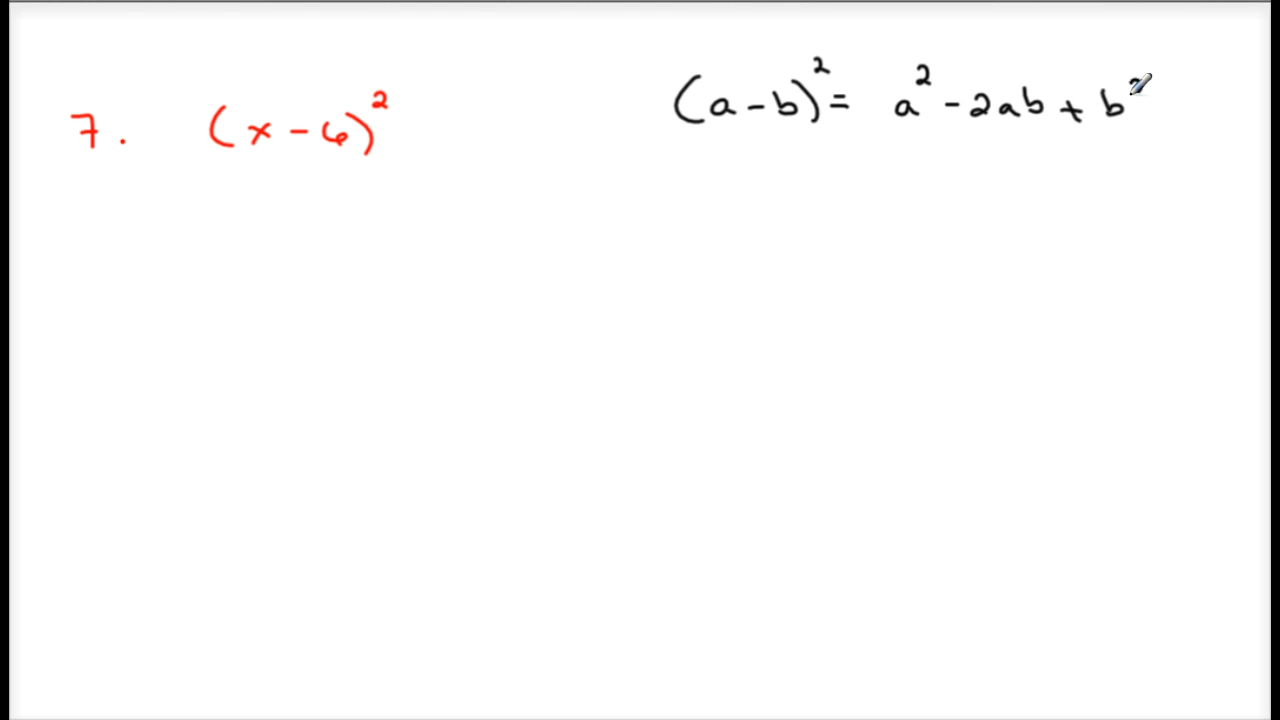 7. (x - 6)²
(a - b)² = a² - 2ab + b²